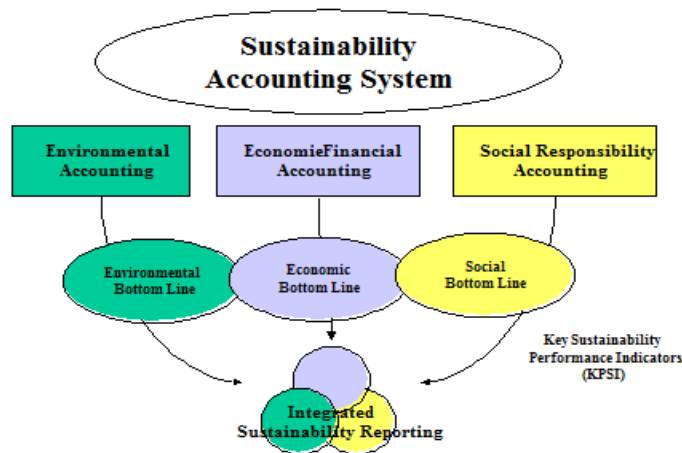 Sustainability
Accounting System
Environmental
Accounting
EconomieFinancial
Accounting
Social Responsibility
Accounting
Environmental
Bottom Line
Economic
Bottom Line
Social
Bottom Line
Key Sustainability
Performance Indicators
(KPSI)
Integrated
Sustainability Reporting